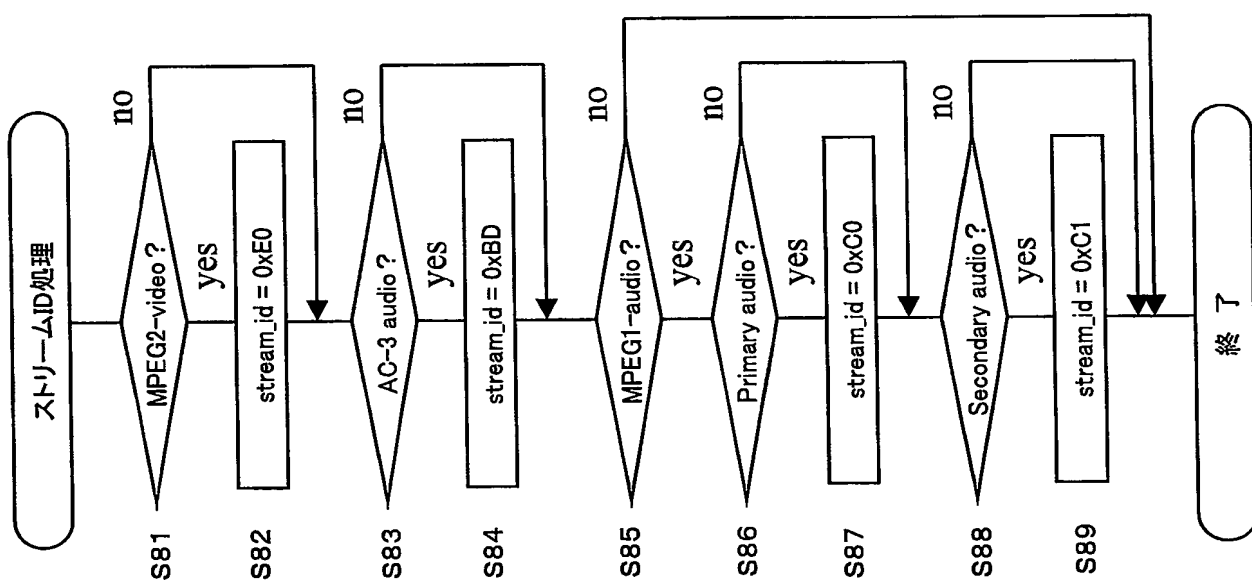 ストリームID処理
S81
MPEG2-video?
no
yes
S82
stream_id = 0xE0
S83
AC-3 audio?
no
yes
S84
stream_id = 0xBD
S85
MPEG1-audio?
no
yes
S86
Primary audio?
no
yes
S87
stream_id = 0xC0
S88
Secondary audio?
no
yes
S89
stream_id = 0xC1
終了